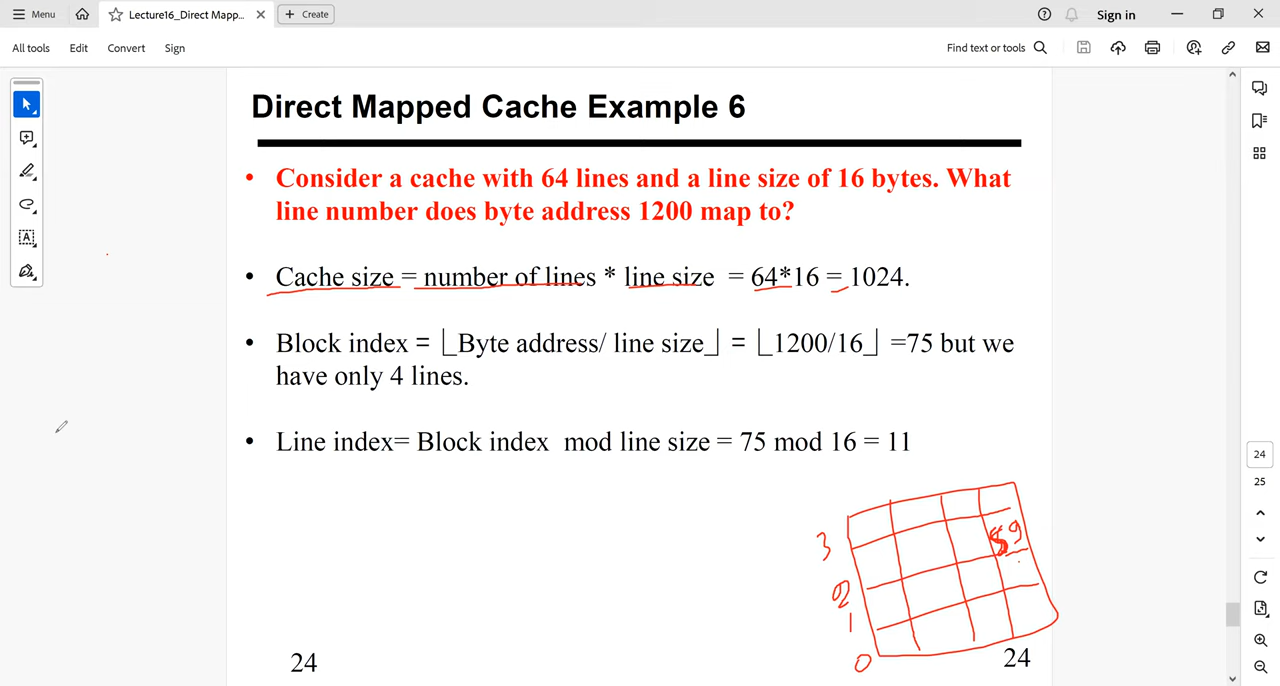 Menu
Lecture16_Direct Mapp...
Create
Sign in
All tools
Edit
Convert
Sign
Find text or tools
Direct Mapped Cache Example 6
• Consider a cache with 64 lines and a line size of 16 bytes. What
line number does byte address 1200 map to?
• Cache size = number of lines * line size = 64*16 = 1024.
• Block index = ⌊Byte address/ line size⌋ = ⌊1200/16⌋ =75 but we
have only 4 lines.
• Line index= Block index mod line size = 75 mod 16 = 11
3
2
1
0
24
24
24
25